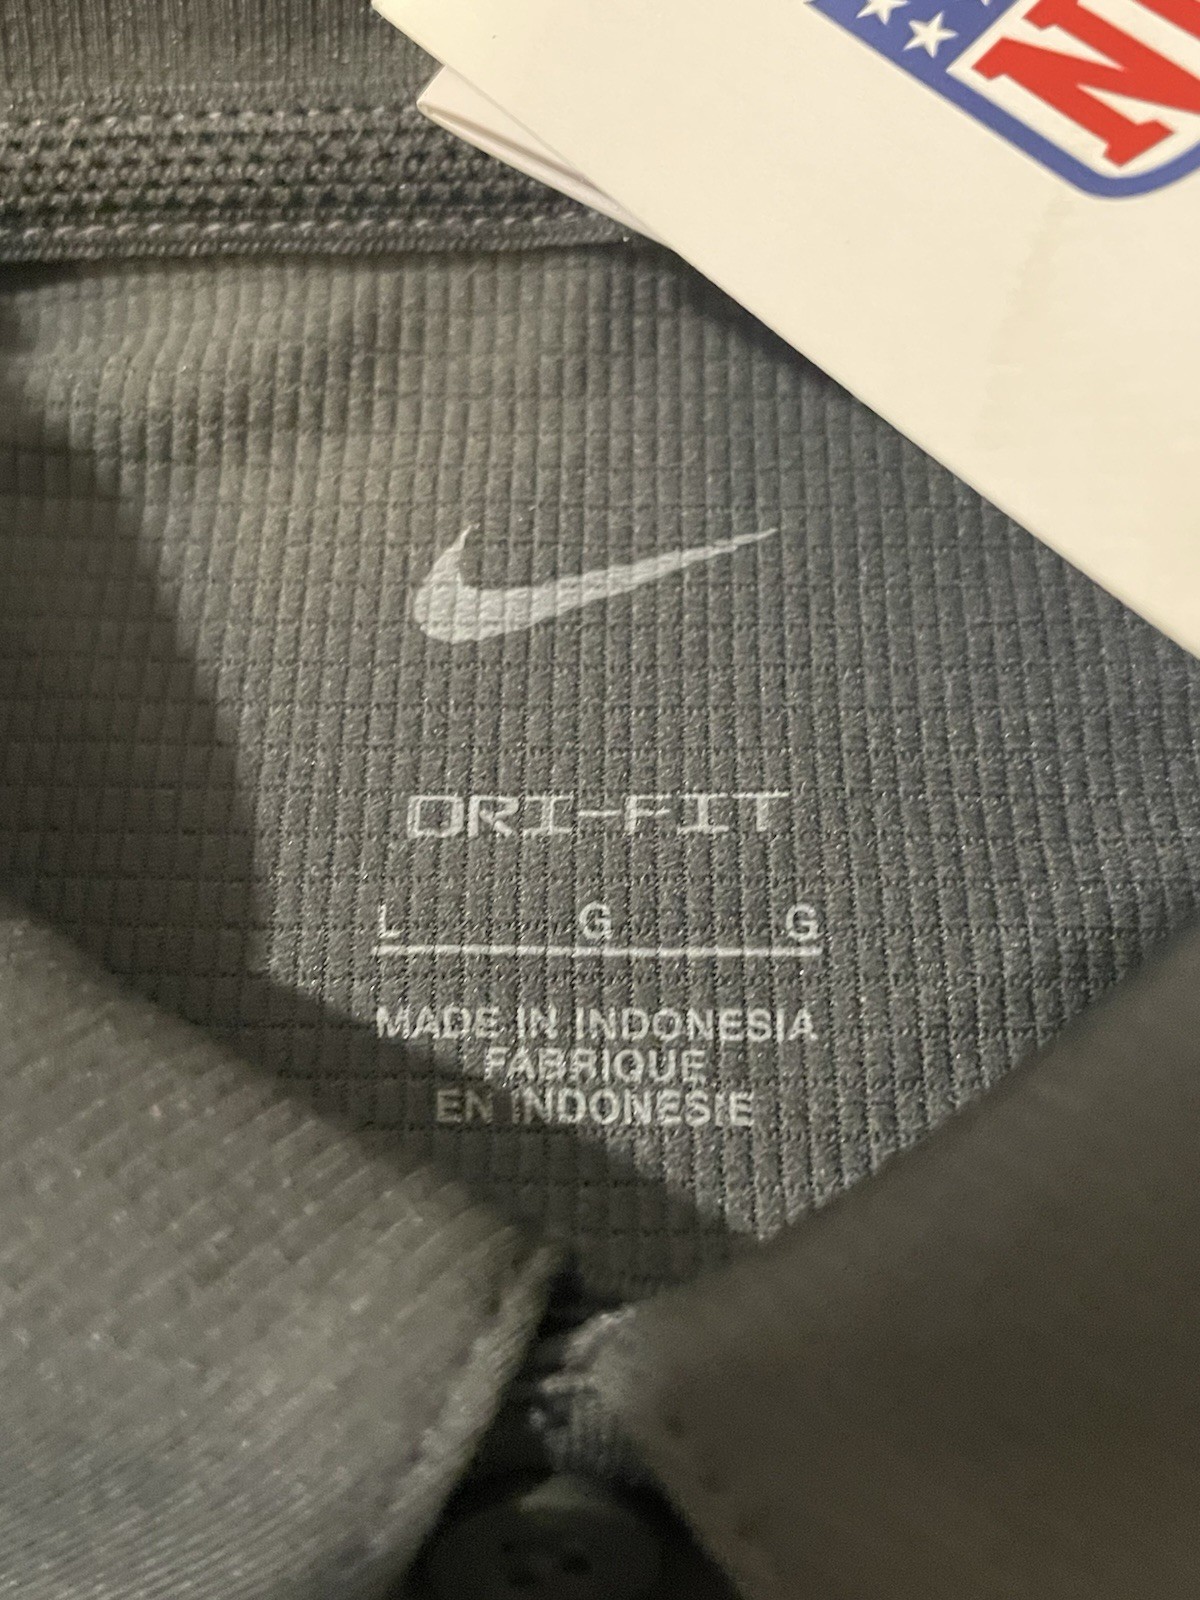 DRI-FIT
L G G
MADE IN INDONESIA
FABRIQUE
EN INDONESIE